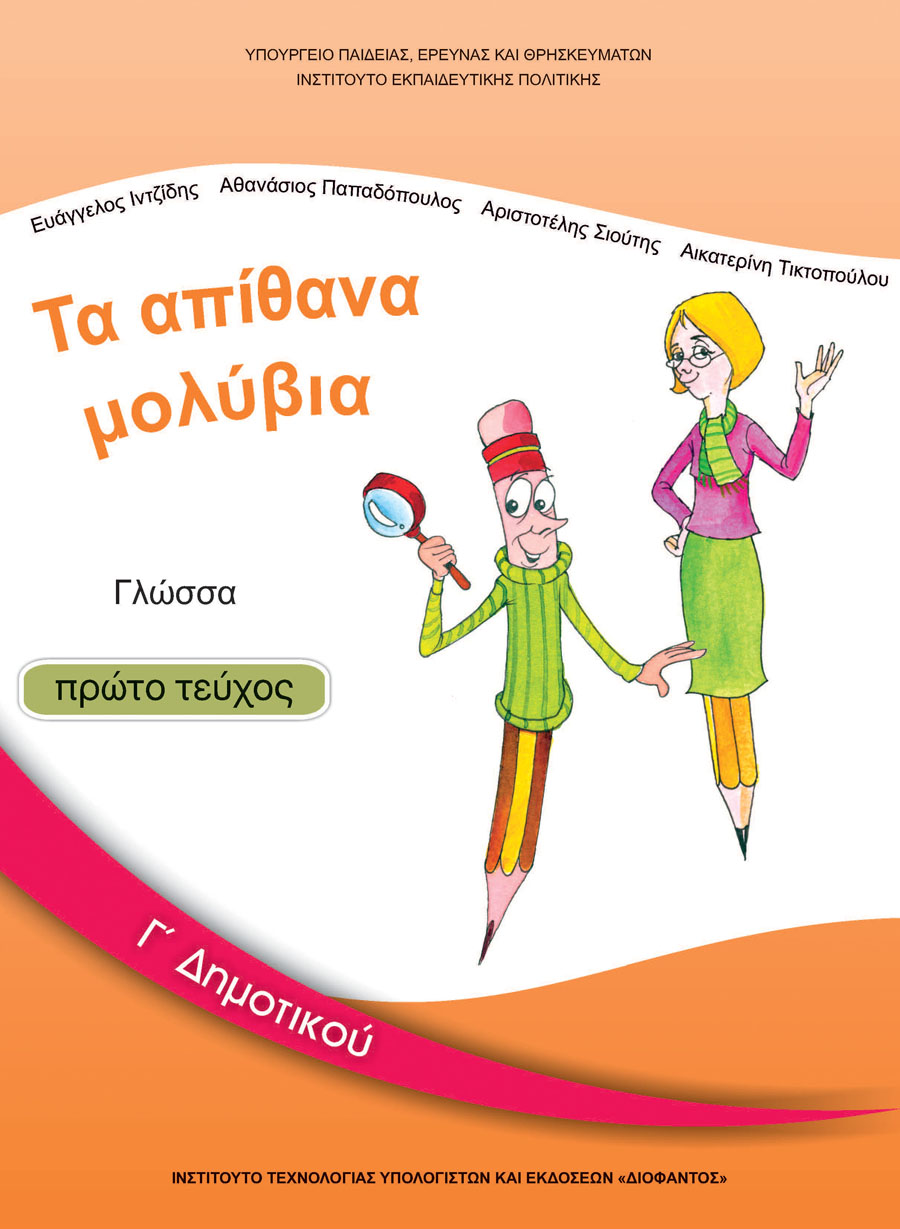 ΥΠΟΥΡΓΕΙΟ ΠΑΙΔΕΙΑΣ, ΕΡΕΥΝΑΣ ΚΑΙ ΘΡΗΣΚΕΥΜΑΤΩΝ
ΙΝΣΤΙΤΟΥΤΟ ΕΚΠΑΙΔΕΥΤΙΚΗΣ ΠΟΛΙΤΙΚΗΣ
Ευάγγελος Ιντζίδης Αθανάσιος Παπαδόπουλος Αριστοτέλης Σιούτης Αικατερίνη Τικτοπούλου
Τα απίθανα
μολύβια
Γλώσσα
πρώτο τεύχος
Γ΄ Δημοτικού
ΙΝΣΤΙΤΟΥΤΟ ΤΕΧΝΟΛΟΓΙΑΣ ΥΠΟΛΟΓΙΣΤΩΝ ΚΑΙ ΕΚΔΟΣΕΩΝ «ΔΙΟΦΑΝΤΟΣ»